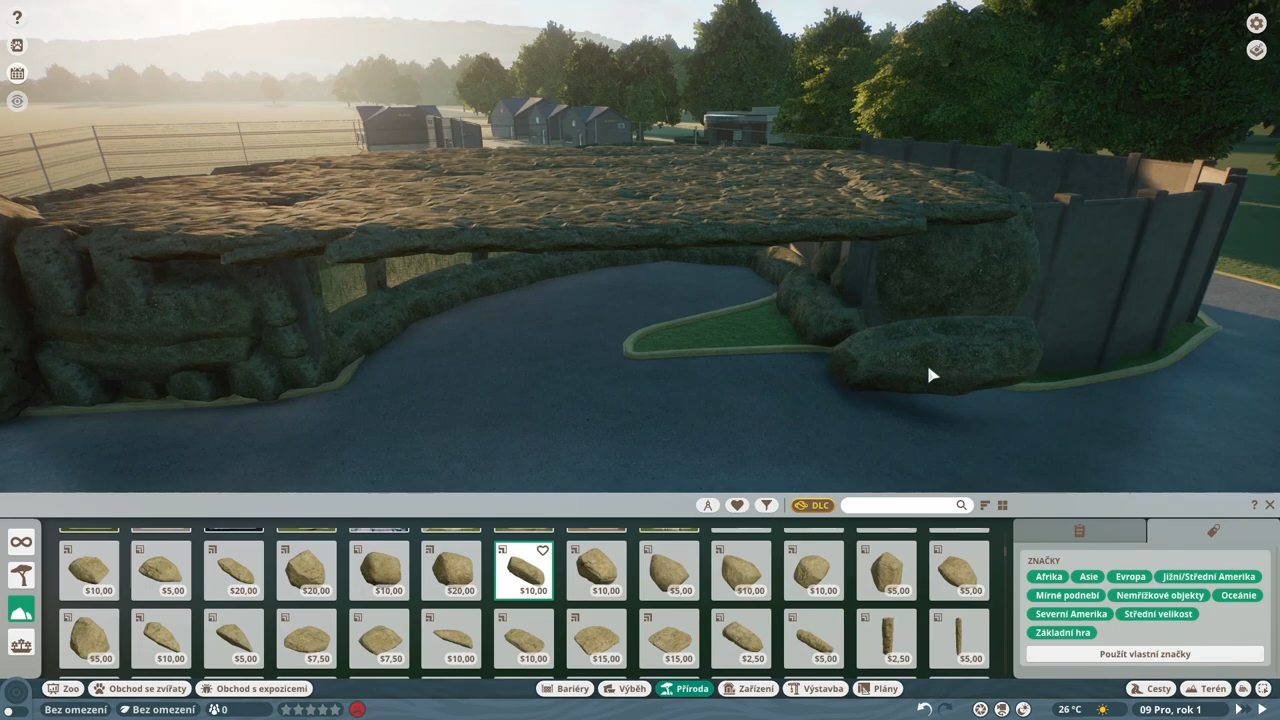 ?
DLC
? ✕
$10,00 $5,00 $20,00 $20,00 $10,00 $20,00 $10,00 $10,00 $5,00 $10,00 $10,00 $5,00 $5,00
$5,00 $10,00 $5,00 $7,50 $7,50 $10,00 $10,00 $15,00 $15,00 $2,50 $5,00 $2,50 $5,00
ZNAČKY
Afrika Asie Evropa Jižní/Střední Amerika
Mírné podnebí Nemřížkové objekty Oceánie
Severní Amerika Střední velikost
Základní hra
Použít vlastní značky
Zoo Obchod se zvířaty Obchod s expozicemi Bariéry Výběh Příroda Zařízení Výstavba Plány Cesty Terén
Bez omezení Bez omezení 0 26 °C 09 Pro, rok 1